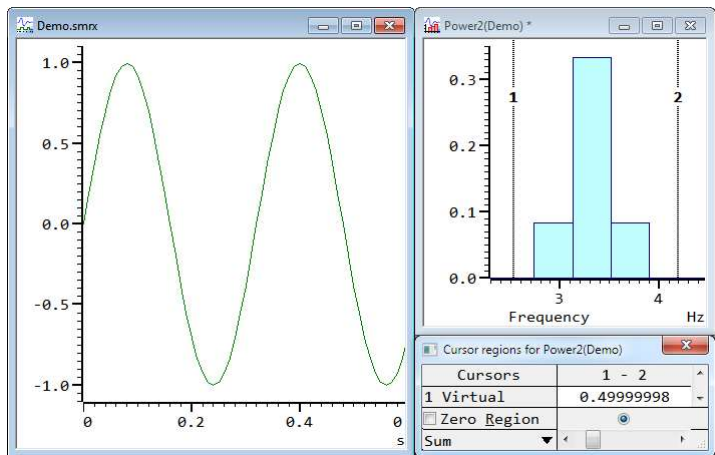 Demo.smrx
1.0
0.5
0.0
-0.5
-1.0
0 0.2 0.4 0
s
Power2(Demo) *
0.3
0.2
0.1
0.0
1 2
3 4
Frequency Hz
Cursor regions for Power2(Demo)
Cursors 1 - 2
1 Virtual 0.49999998
Zero Region
Sum